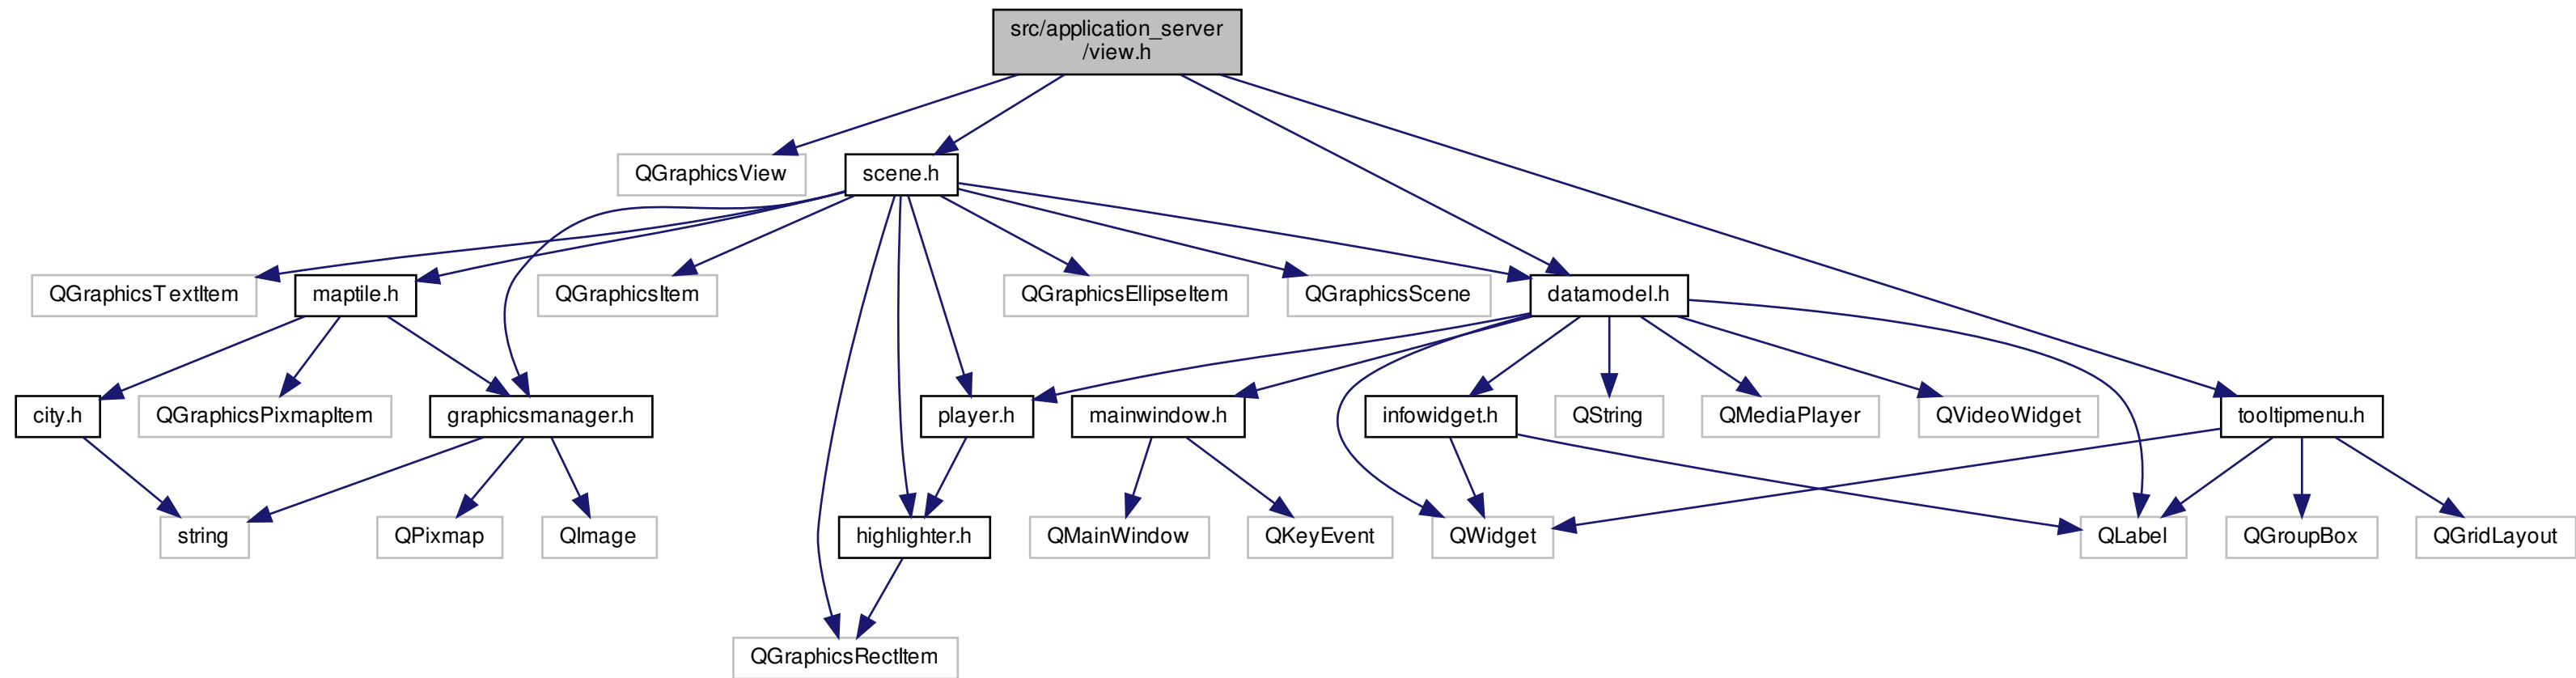 src/application_server
/view.h
QGraphicsView
scene.h
QGraphicsTextItem
maptile.h
QGraphicsItem
QGraphicsEllipseItem
QGraphicsScene
datamodel.h
city.h
QGraphicsPixmapItem
graphicsmanager.h
player.h
mainwindow.h
infowidget.h
QString
QMediaPlayer
QVideoWidget
tooltipmenu.h
string
QPixmap
QImage
highlighter.h
QMainWindow
QKeyEvent
QWidget
QLabel
QGroupBox
QGridLayout
QGraphicsRectItem